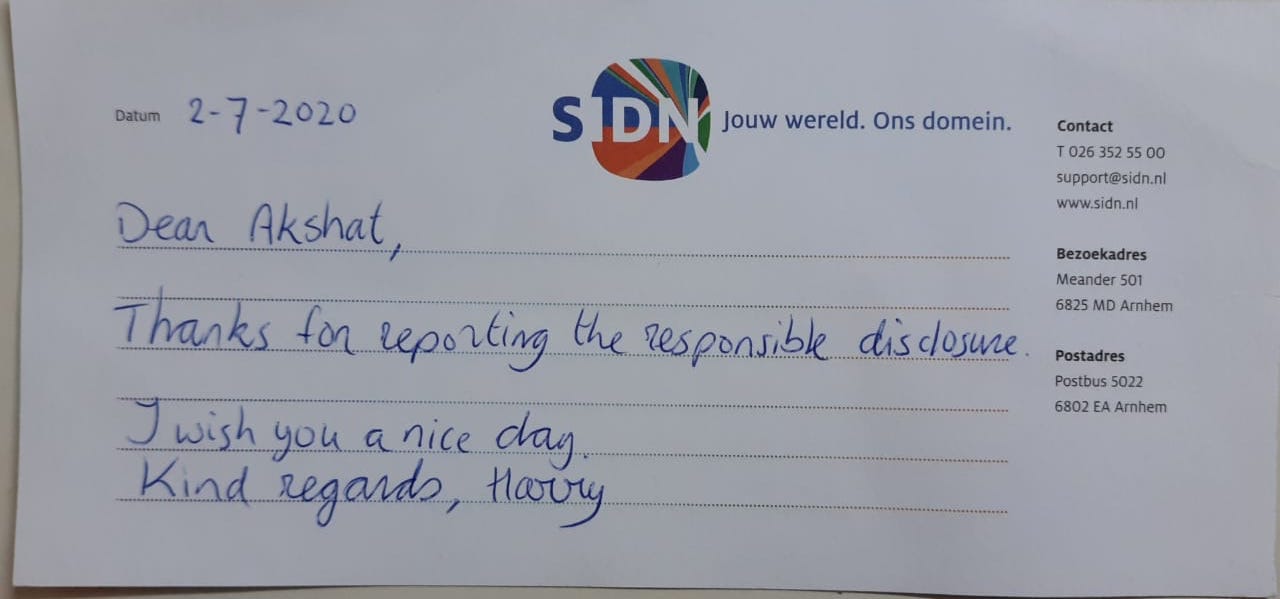 Datum 2-7-2020
SIDN Jouw wereld. Ons domein.
Dear Akshat,
Thanks for reporting the responsible disclosure.
I wish you a nice day.
Kind regards, Harry
Contact
T 026 352 55 00
support@sidn.nl
www.sidn.nl
Bezoekadres
Meander 501
6825 MD Arnhem
Postadres
Postbus 5022
6802 EA Arnhem